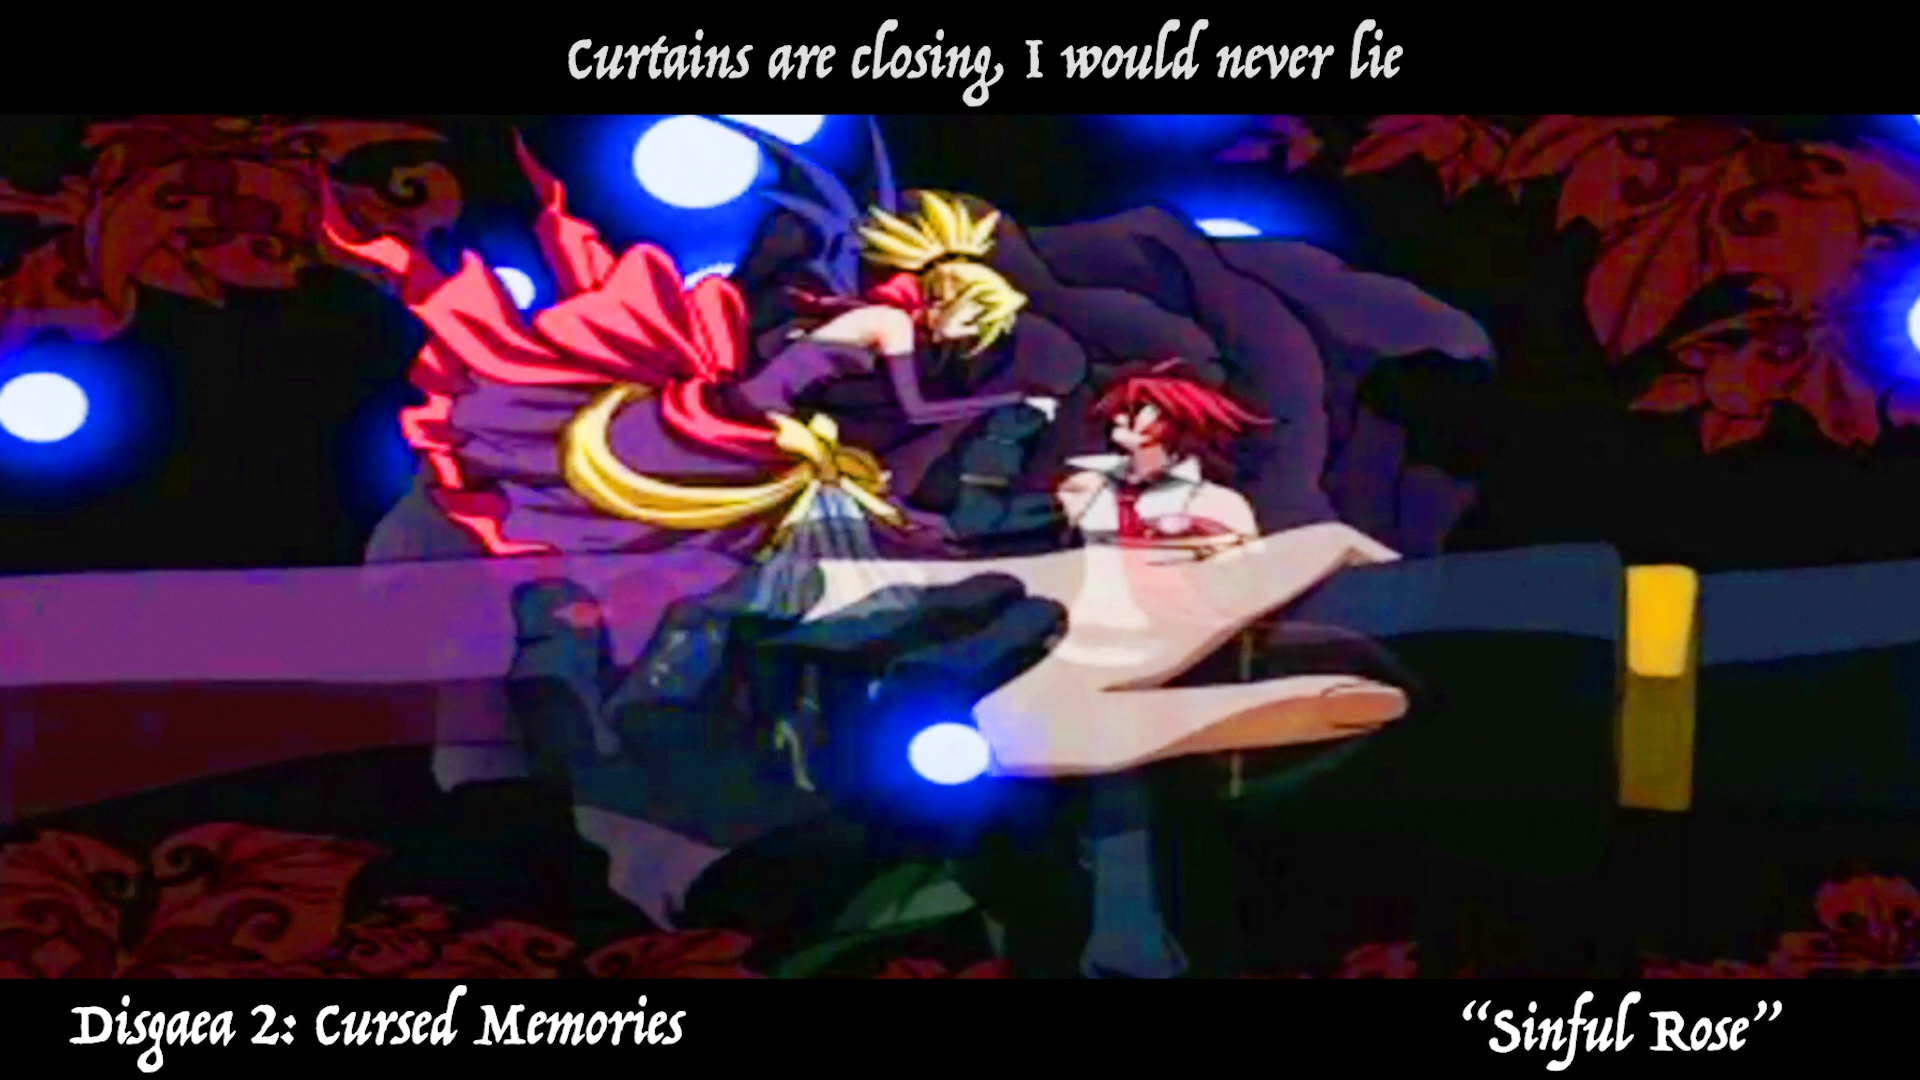 Curtains are closing, I would never lie
Disgaea 2: Cursed Memories
“Sinful Rose”